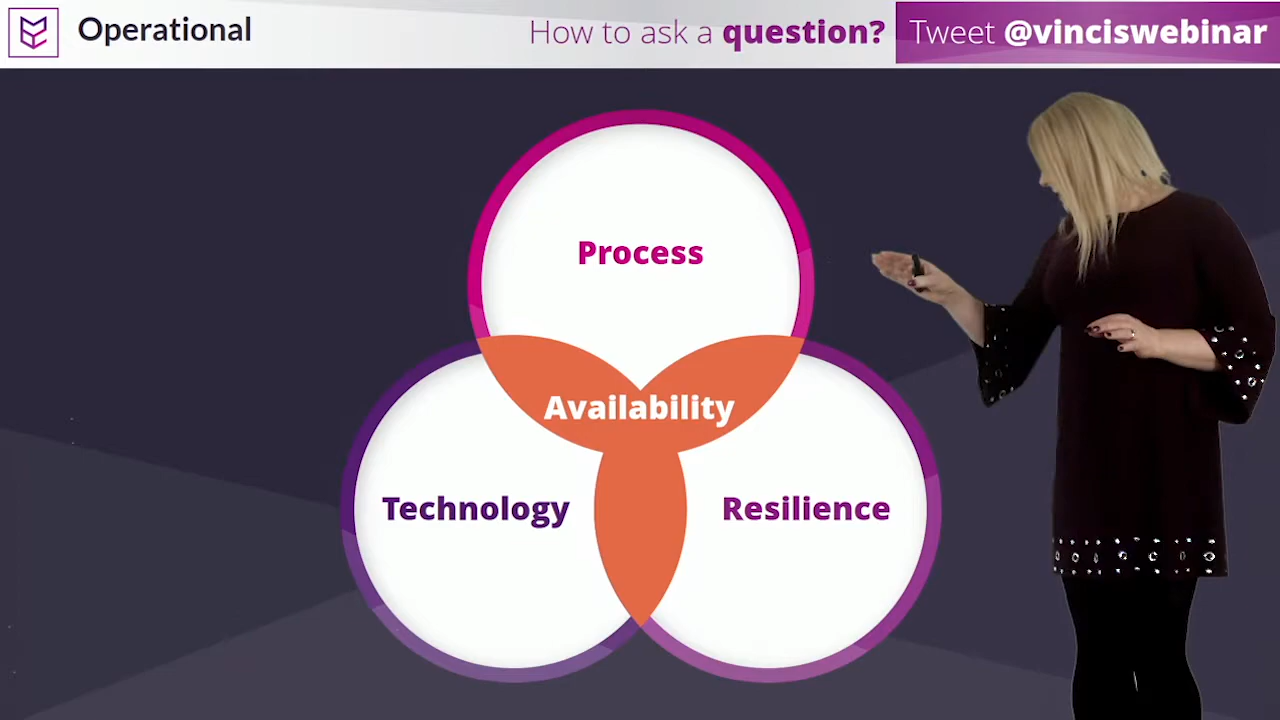 Operational
How to ask a question?
Tweet @vinciswebinar
Process
Availability
Technology
Resilience